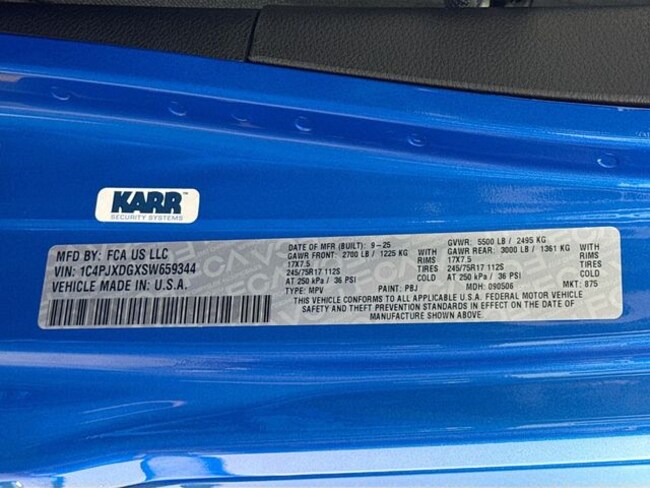 KARR
SECURITY SYSTEMS
MFD BY: FCA US LLC
VIN: 1C4PJXDGXSW659344
VEHICLE MADE IN: U.S.A.
DATE OF MFR (BUILT): 9-25 GVWR: 5500 LB / 2495 KG
GAWR FRONT: 2700 LB / 1225 KG WITH GAWR REAR: 3000 LB / 1361 KG WITH
17X7.5 RIMS 17X7.5 RIMS
245/75R17 112S TIRES 245/75R17 112S TIRES
AT 250 kPa / 36 PSI COLD AT 250 kPa / 36 PSI COLD
TYPE: MPV PAINT: PBJ MDH: 090506 MKT: 875
THIS VEHICLE CONFORMS TO ALL APPLICABLE U.S.A. FEDERAL MOTOR VEHICLE
SAFETY AND THEFT PREVENTION STANDARDS IN EFFECT ON THE DATE OF
MANUFACTURE SHOWN ABOVE.